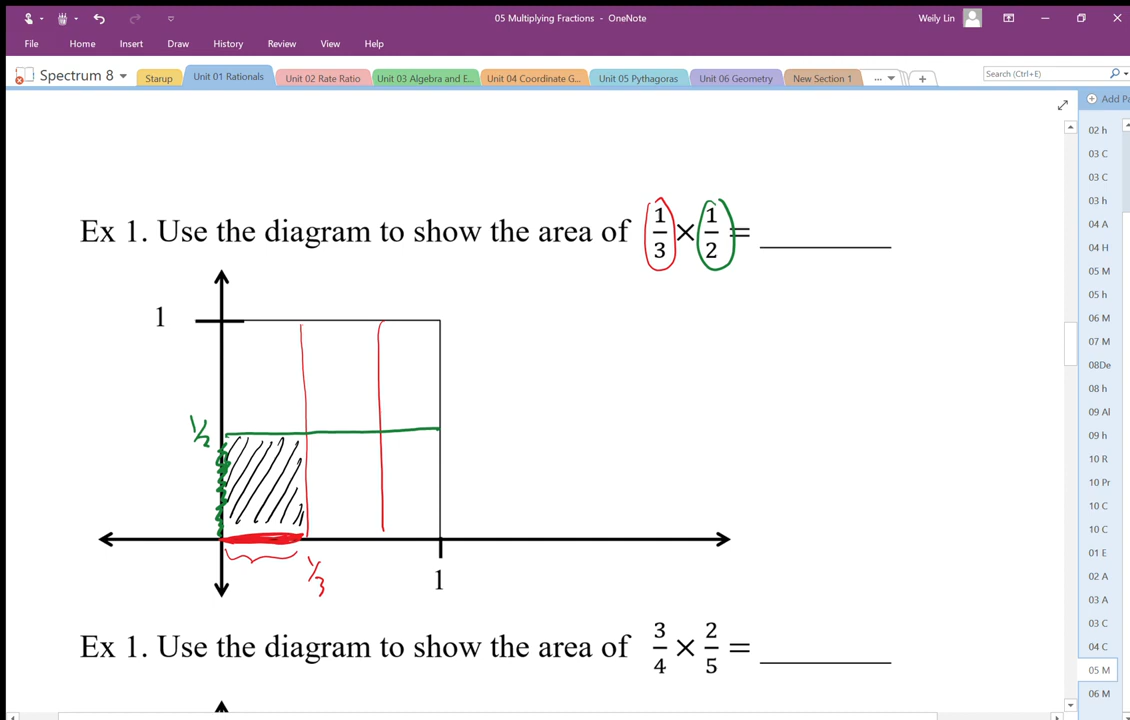 05 Multiplying Fractions - OneNote
Weily Lin
File Home Insert Draw History Review View Help
Spectrum 8
Starup
Unit 01 Rationals
Unit 02 Rate Ratio
Unit 03 Algebra and E...
Unit 04 Coordinate G...
Unit 05 Pythagoras
Unit 06 Geometry
New Section 1
...
Search (Ctrl+E)
Add Pa
02 h
03 C
03 C
03 h
04 A
04 H
05 M
05 h
06 M
07 M
08De
08 h
09 Al
09 h
10 R
10 Pr
10 C
10 C
01 E
02 A
03 A
03 C
04 C
05 M
06 M
Ex 1. Use the diagram to show the area of 1/3 × 1/2 = ________
1
1/2
1/3
1
Ex 1. Use the diagram to show the area of 3/4 × 2/5 = ________